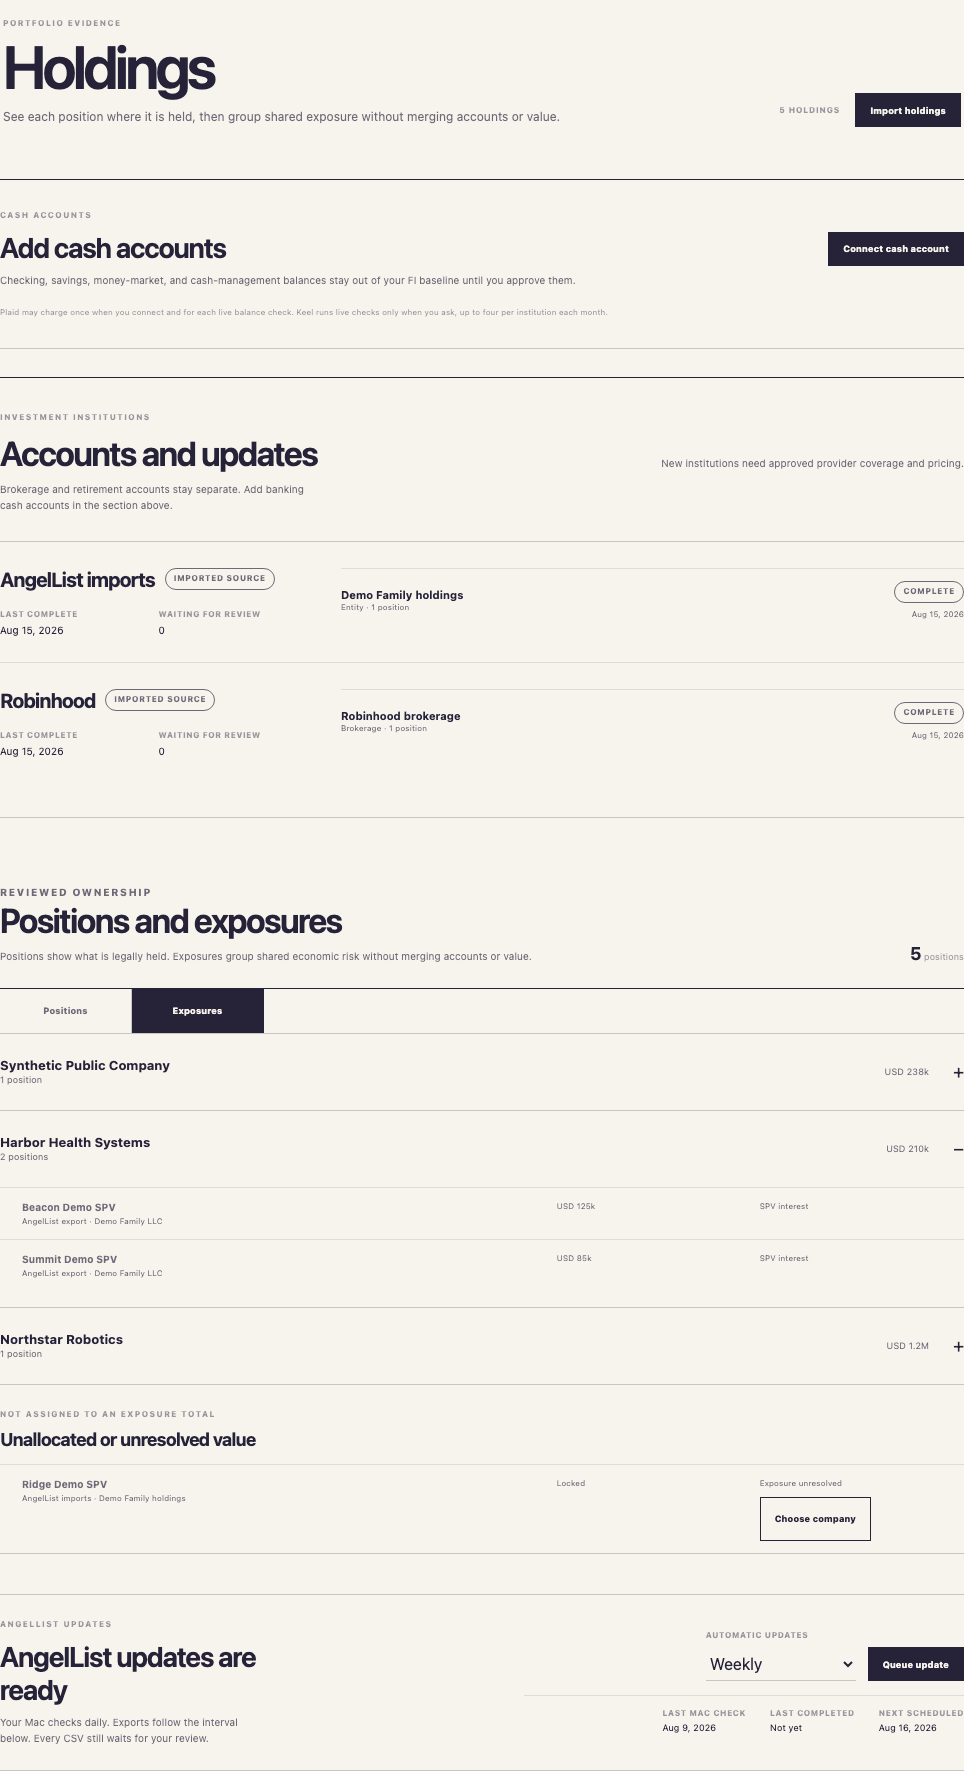 PORTFOLIO EVIDENCE
Holdings
See each position where it is held, then group shared exposure without merging accounts or value.
5 HOLDINGS
Import holdings
CASH ACCOUNTS
Add cash accounts
Connect cash account
Checking, savings, money-market, and cash-management balances stay out of your FI baseline until you approve them.
Plaid may charge once when you connect and for each live balance check. Keel runs live checks only when you ask, up to four per institution each month.
INVESTMENT INSTITUTIONS
Accounts and updates
New institutions need approved provider coverage and pricing.
Brokerage and retirement accounts stay separate. Add banking
cash accounts in the section above.
AngelList imports
IMPORTED SOURCE
LAST COMPLETE
WAITING FOR REVIEW
Aug 15, 2026
0
Demo Family holdings
Entity · 1 position
COMPLETE
Aug 15, 2026
Robinhood
IMPORTED SOURCE
LAST COMPLETE
WAITING FOR REVIEW
Aug 15, 2026
0
Robinhood brokerage
Brokerage · 1 position
COMPLETE
Aug 15, 2026
REVIEWED OWNERSHIP
Positions and exposures
Positions show what is legally held. Exposures group shared economic risk without merging accounts or value.
5 positions
Positions
Exposures
Synthetic Public Company
1 position
USD 238k
+
Harbor Health Systems
2 positions
USD 210k
−
Beacon Demo SPV
AngelList export · Demo Family LLC
USD 125k
SPV interest
Summit Demo SPV
AngelList export · Demo Family LLC
USD 85k
SPV interest
Northstar Robotics
1 position
USD 1.2M
+
NOT ASSIGNED TO AN EXPOSURE TOTAL
Unallocated or unresolved value
Ridge Demo SPV
AngelList imports · Demo Family holdings
Locked
Exposure unresolved
Choose company
ANGELLIST UPDATES
AngelList updates are
ready
Your Mac checks daily. Exports follow the interval
below. Every CSV still waits for your review.
AUTOMATIC UPDATES
Weekly
Queue update
LAST MAC CHECK
LAST COMPLETED
NEXT SCHEDULED
Aug 9, 2026
Not yet
Aug 16, 2026